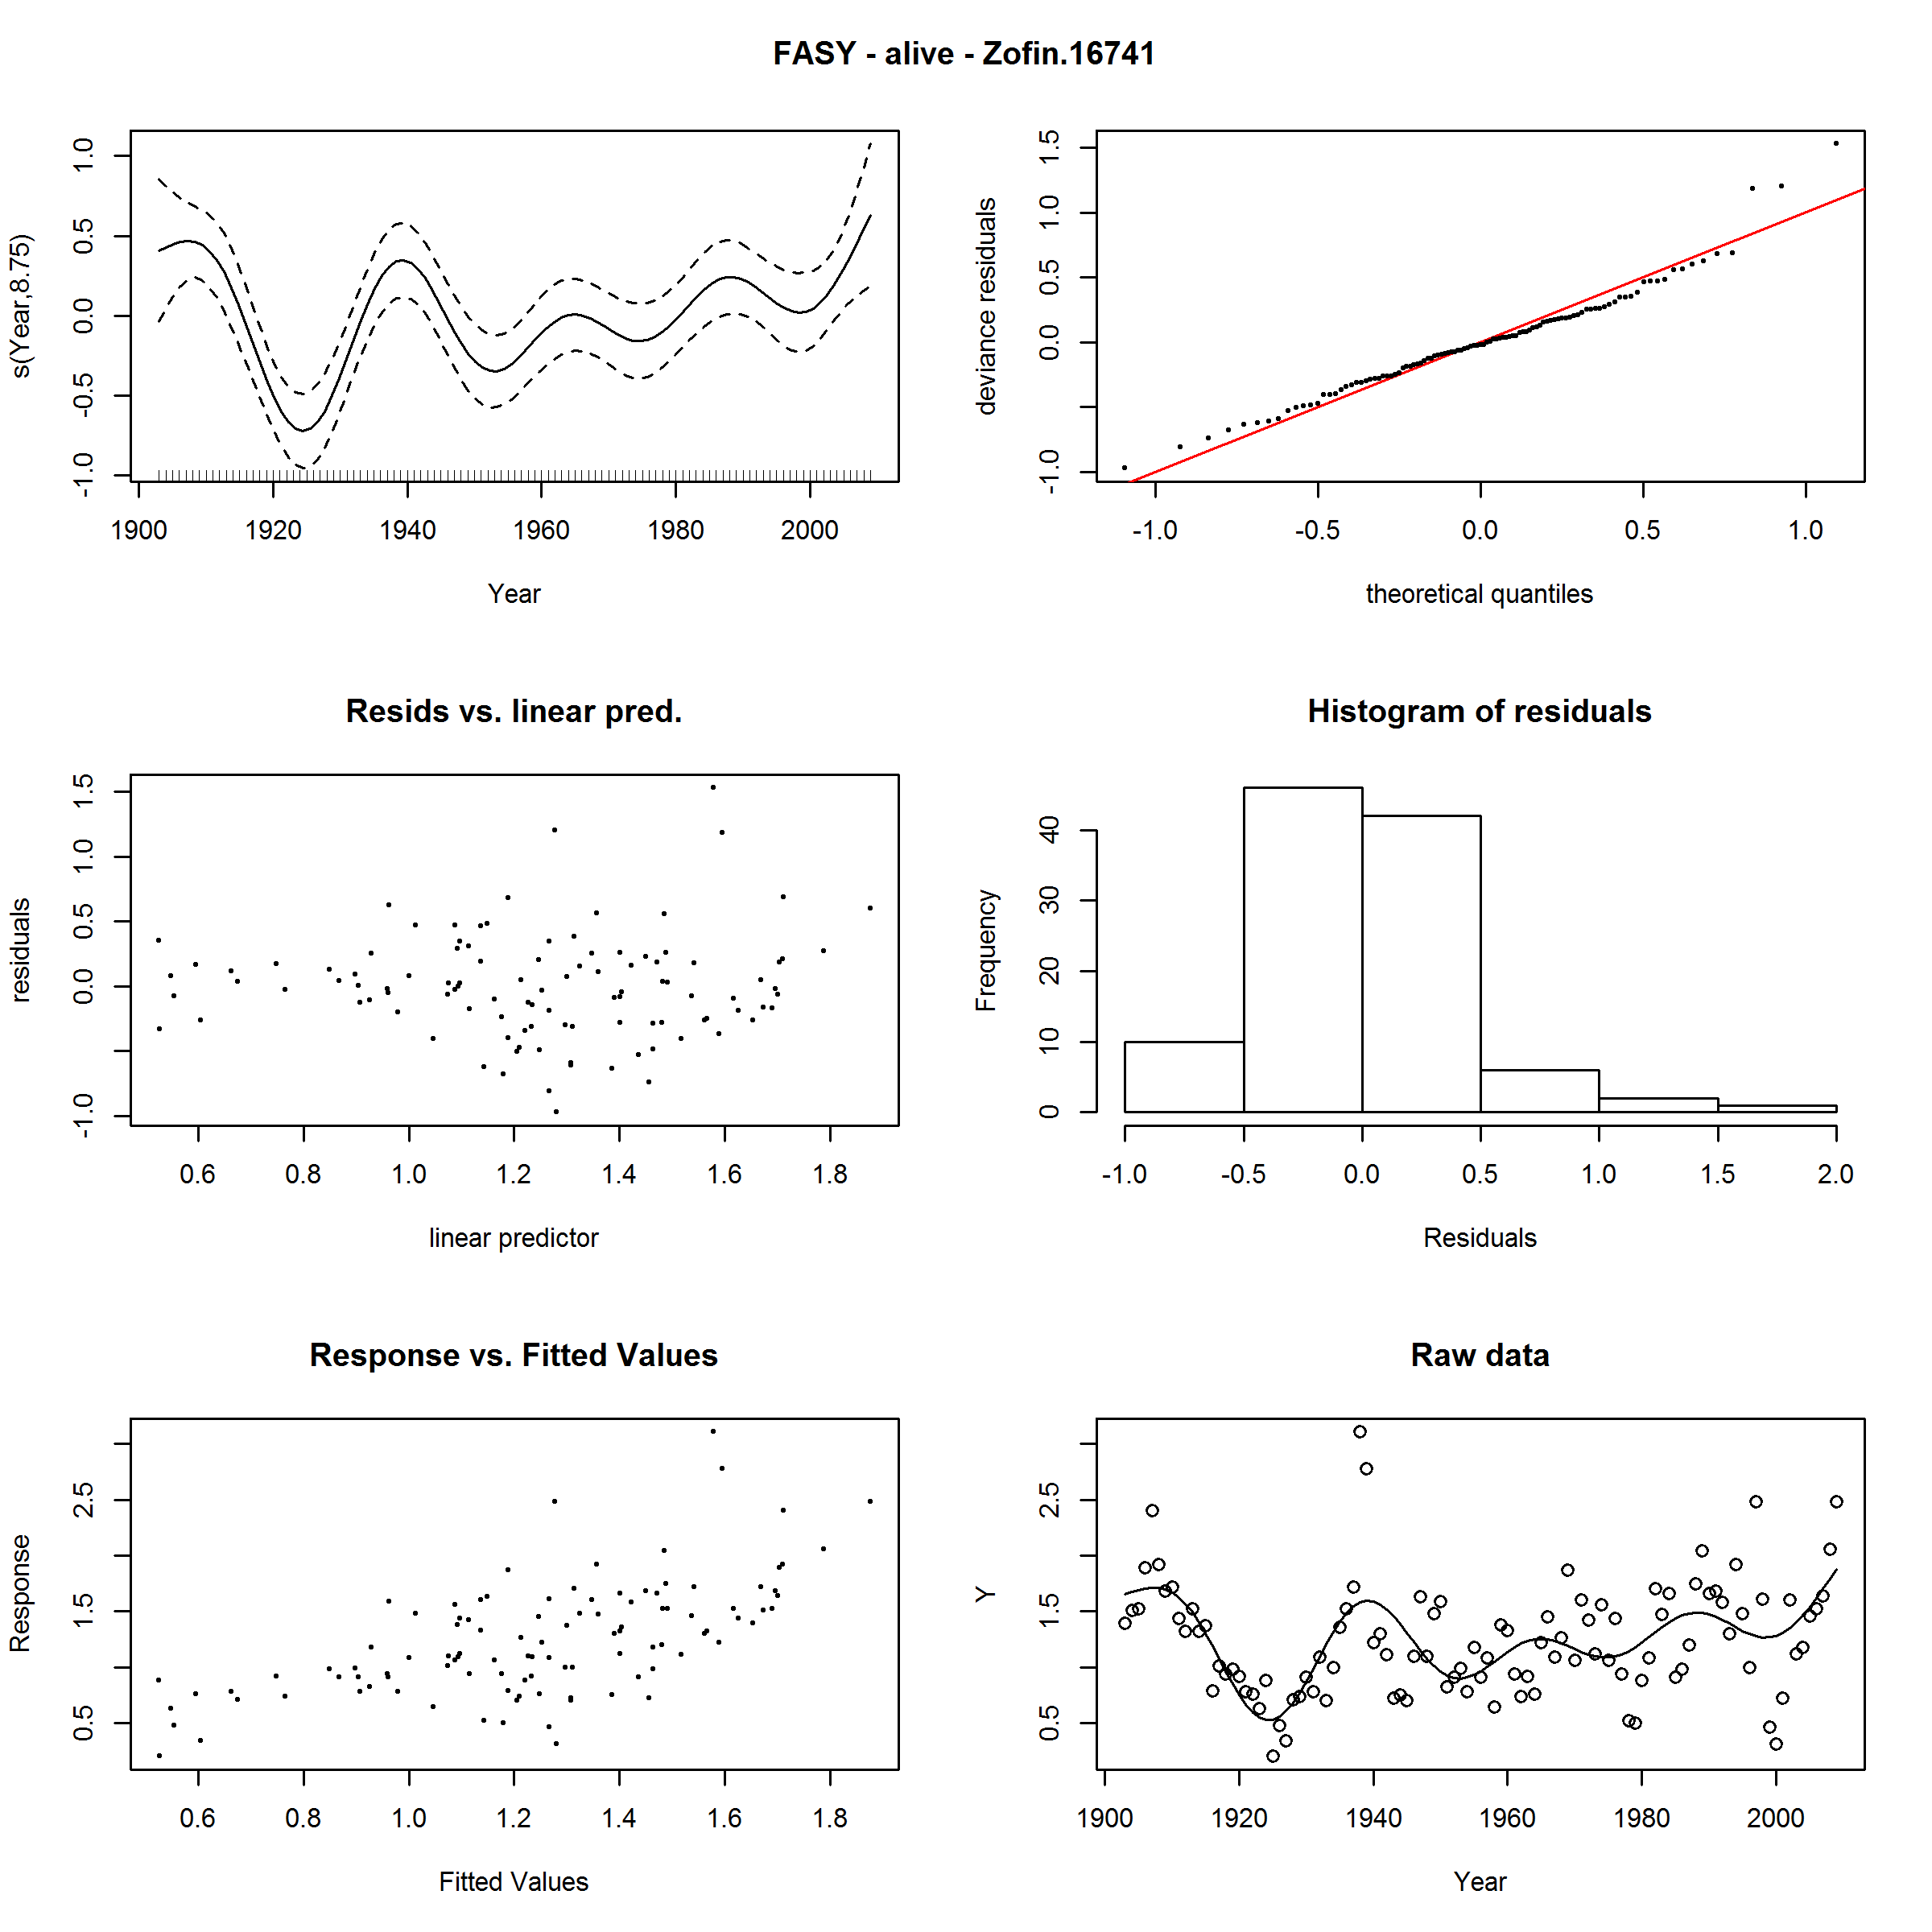 FASY - alive - Zofin.16741
s(Year,8.75)
-1.0 -0.5 0.0 0.5 1.0
1900 1920 1940 1960 1980 2000
Year
deviance residuals
-1.0 0.0 0.5 1.0 1.5
-1.0 -0.5 0.0 0.5 1.0
theoretical quantiles
Resids vs. linear pred.
residuals
-1.0 0.0 0.5 1.0 1.5
0.6 0.8 1.0 1.2 1.4 1.6 1.8
linear predictor
Histogram of residuals
Frequency
0 10 20 30 40
-1.0 -0.5 0.0 0.5 1.0 1.5 2.0
Residuals
Response vs. Fitted Values
Response
0.5 1.5 2.5
0.6 0.8 1.0 1.2 1.4 1.6 1.8
Fitted Values
Raw data
Y
0.5 1.5 2.5
1900 1920 1940 1960 1980 2000
Year